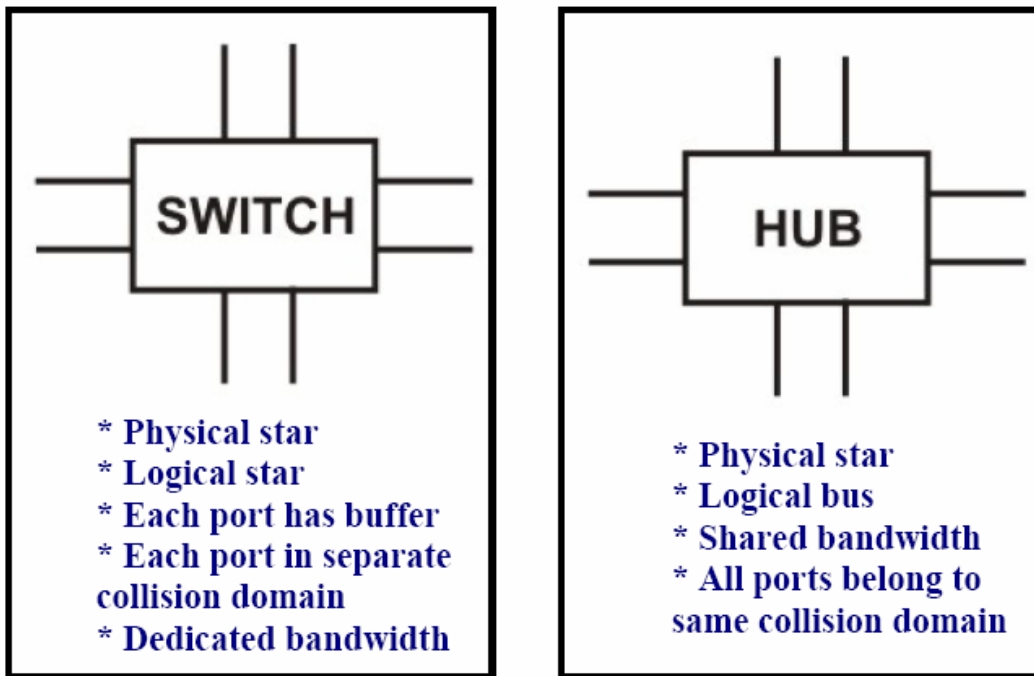 SWITCH
* Physical star
* Logical star
* Each port has buffer
* Each port in separate
collision domain
* Dedicated bandwidth
HUB
* Physical star
* Logical bus
* Shared bandwidth
* All ports belong to
same collision domain